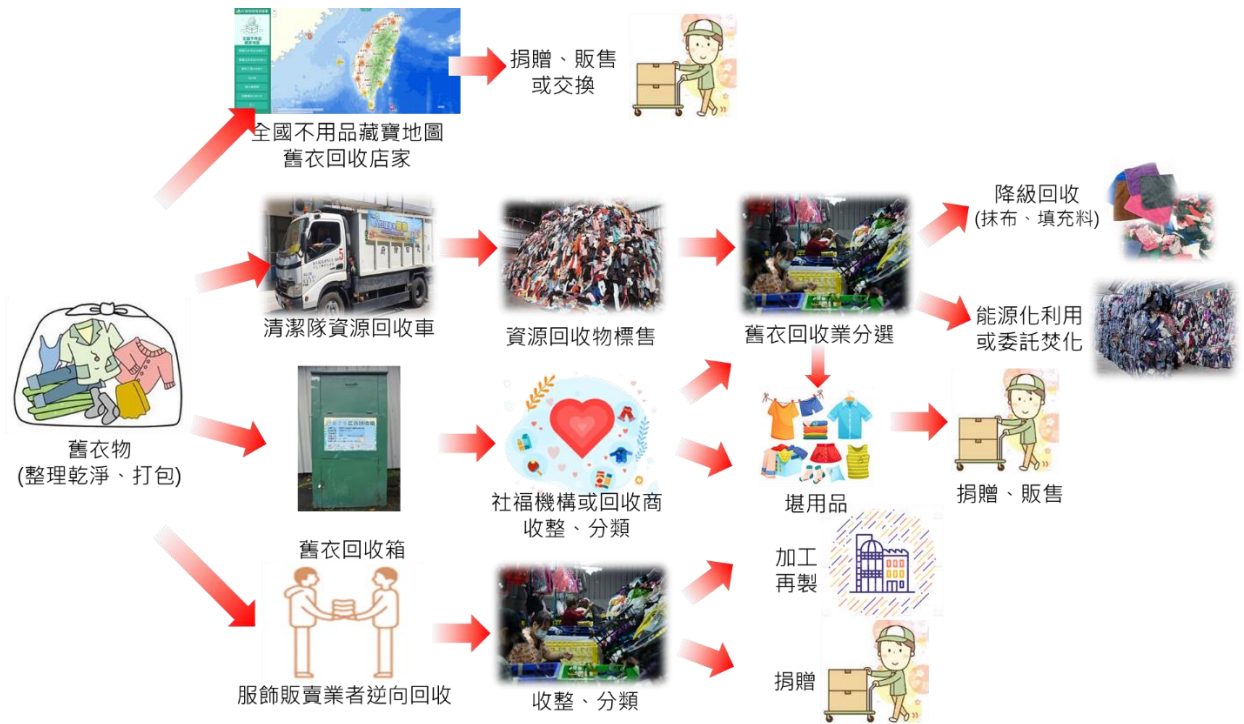 捐贈、販售
或交換
全國不用品藏寶地圖
舊衣回收店家
降級回收
(抹布、填充料)
清潔隊資源回收車
資源回收物標售
舊衣回收業分選
能源化利用
或委託焚化
舊衣物
(整理乾淨、打包)
社福機構或回收商
收整、分類
堪用品
捐贈、販售
舊衣回收箱
加工
再製
服飾販賣業者逆向回收
收整、分類
捐贈